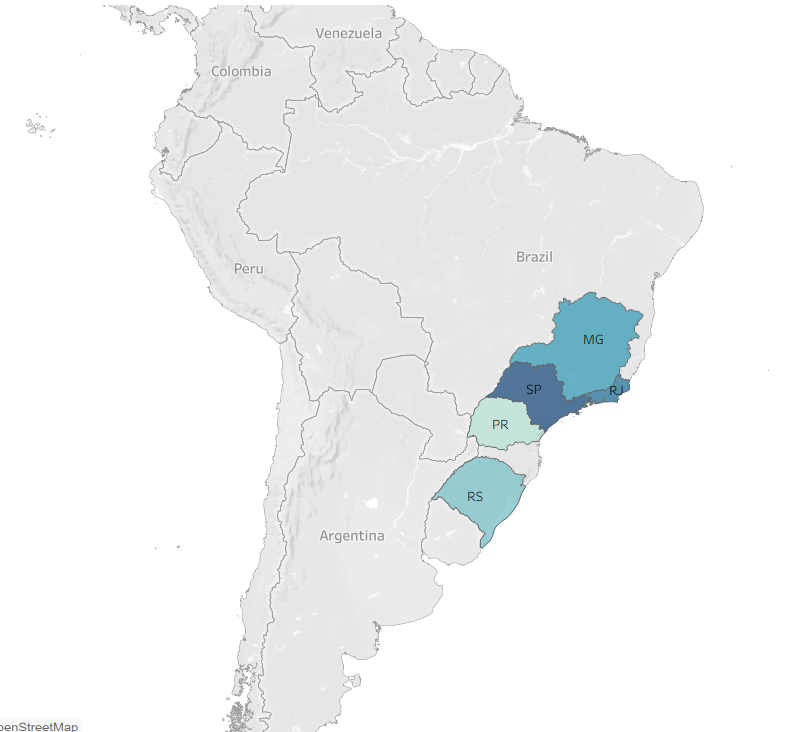 Venezuela
Colombia
Brazil
Peru
MG
SP
RJ
PR
RS
Argentina
penStreetMap